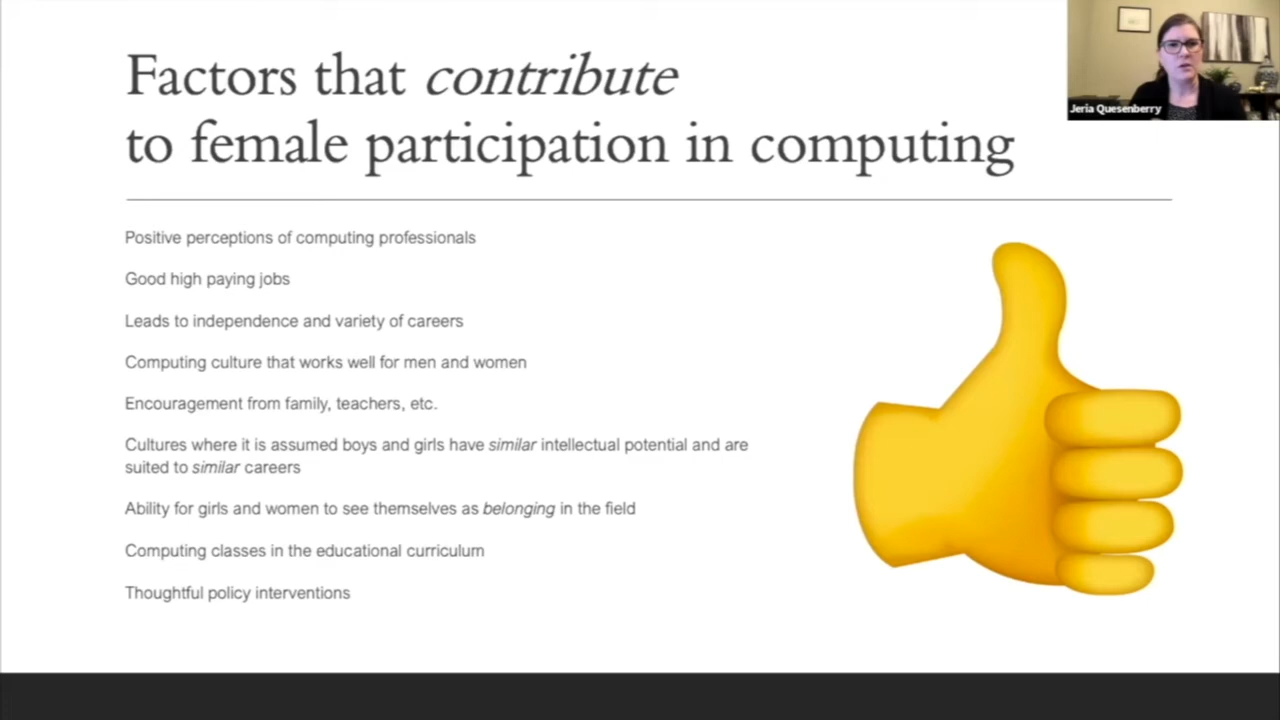 Factors that contribute
to female participation in computing
Jeria Quesenberry
Positive perceptions of computing professionals
Good high paying jobs
Leads to independence and variety of careers
Computing culture that works well for men and women
Encouragement from family, teachers, etc.
Cultures where it is assumed boys and girls have similar intellectual potential and are
suited to similar careers
Ability for girls and women to see themselves as belonging in the field
Computing classes in the educational curriculum
Thoughtful policy interventions